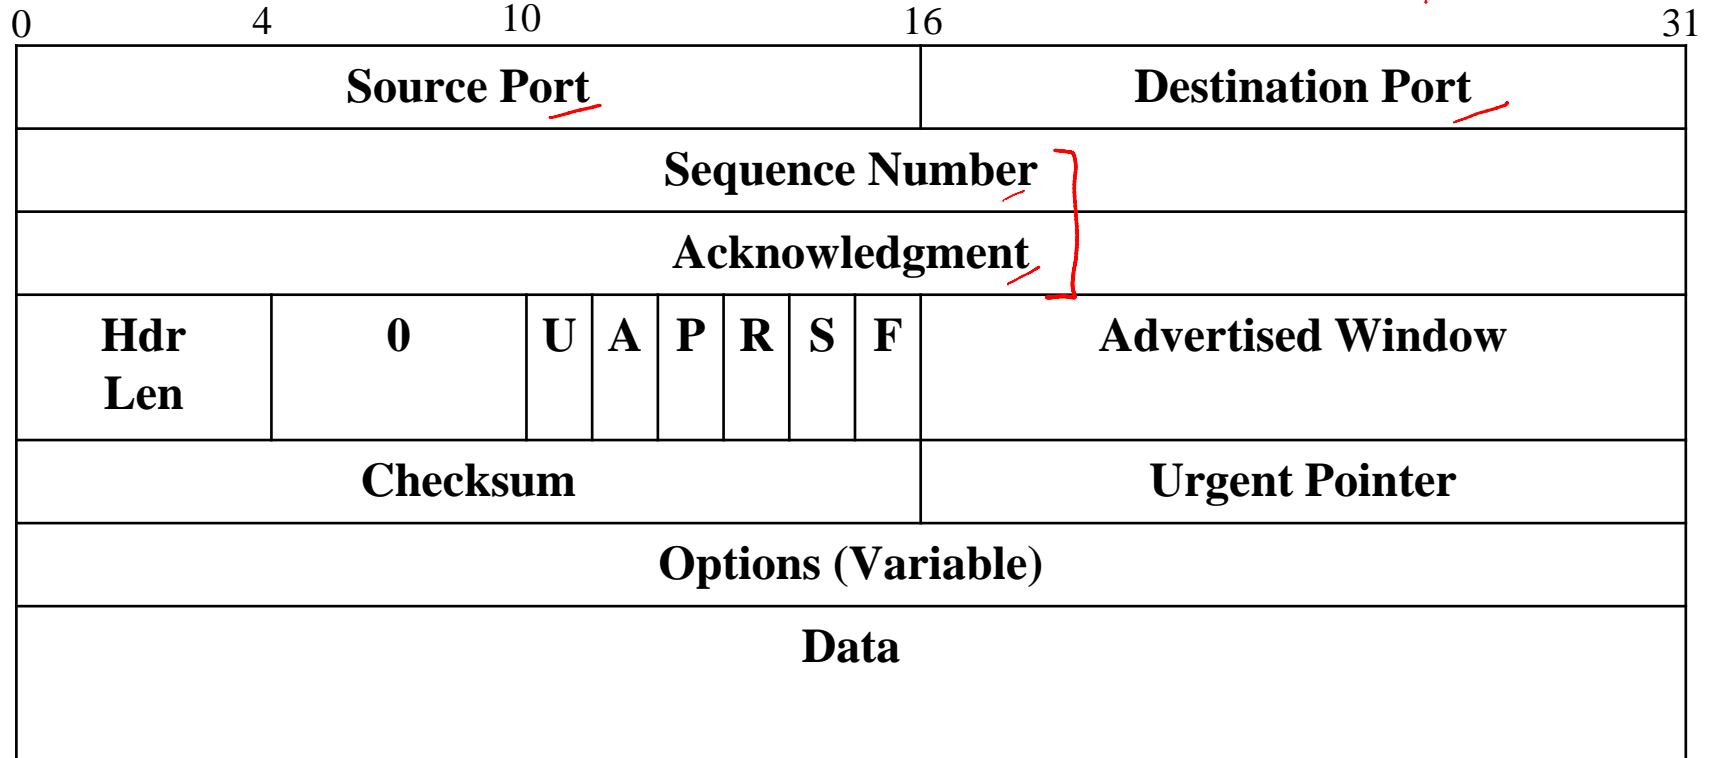 0 4 10 16 31
Source Port Destination Port
Sequence Number
Acknowledgment
Hdr 0 U A P R S F Advertised Window
Len
Checksum Urgent Pointer
Options (Variable)
Data